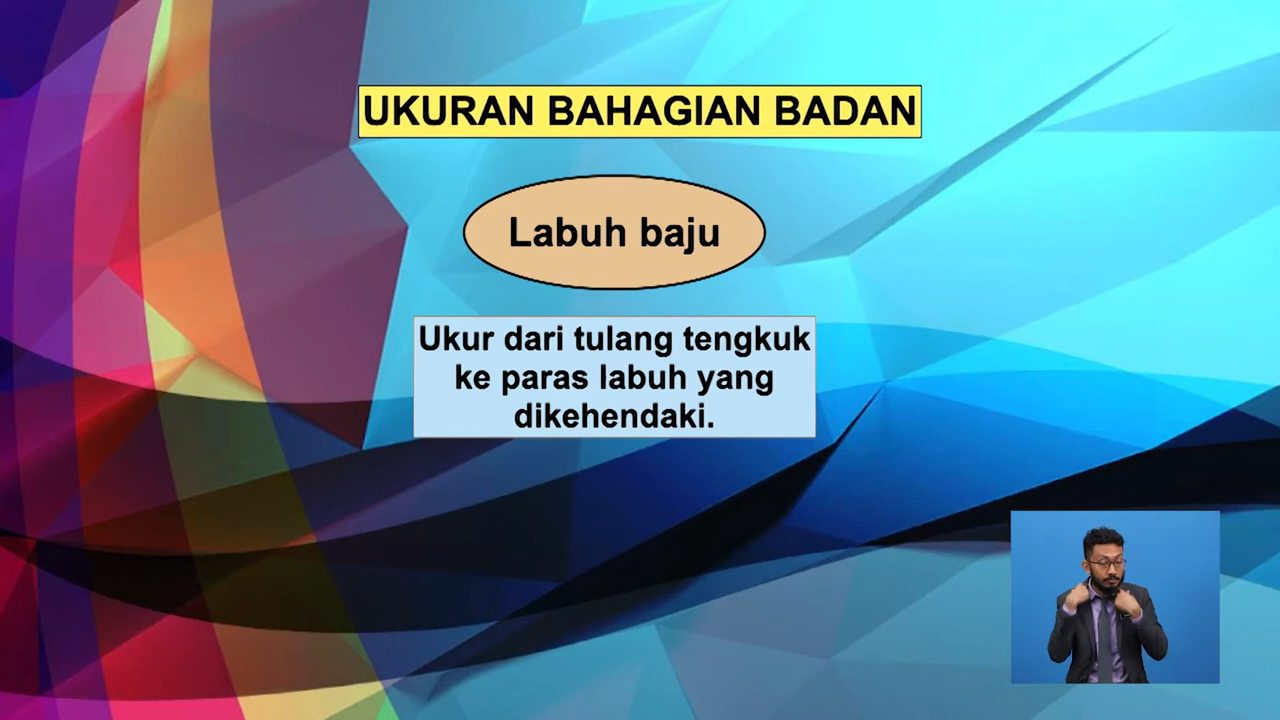 UKURAN BAHAGIAN BADAN
Labuh baju
Ukur dari tulang tengkuk
ke paras labuh yang
dikehendaki.